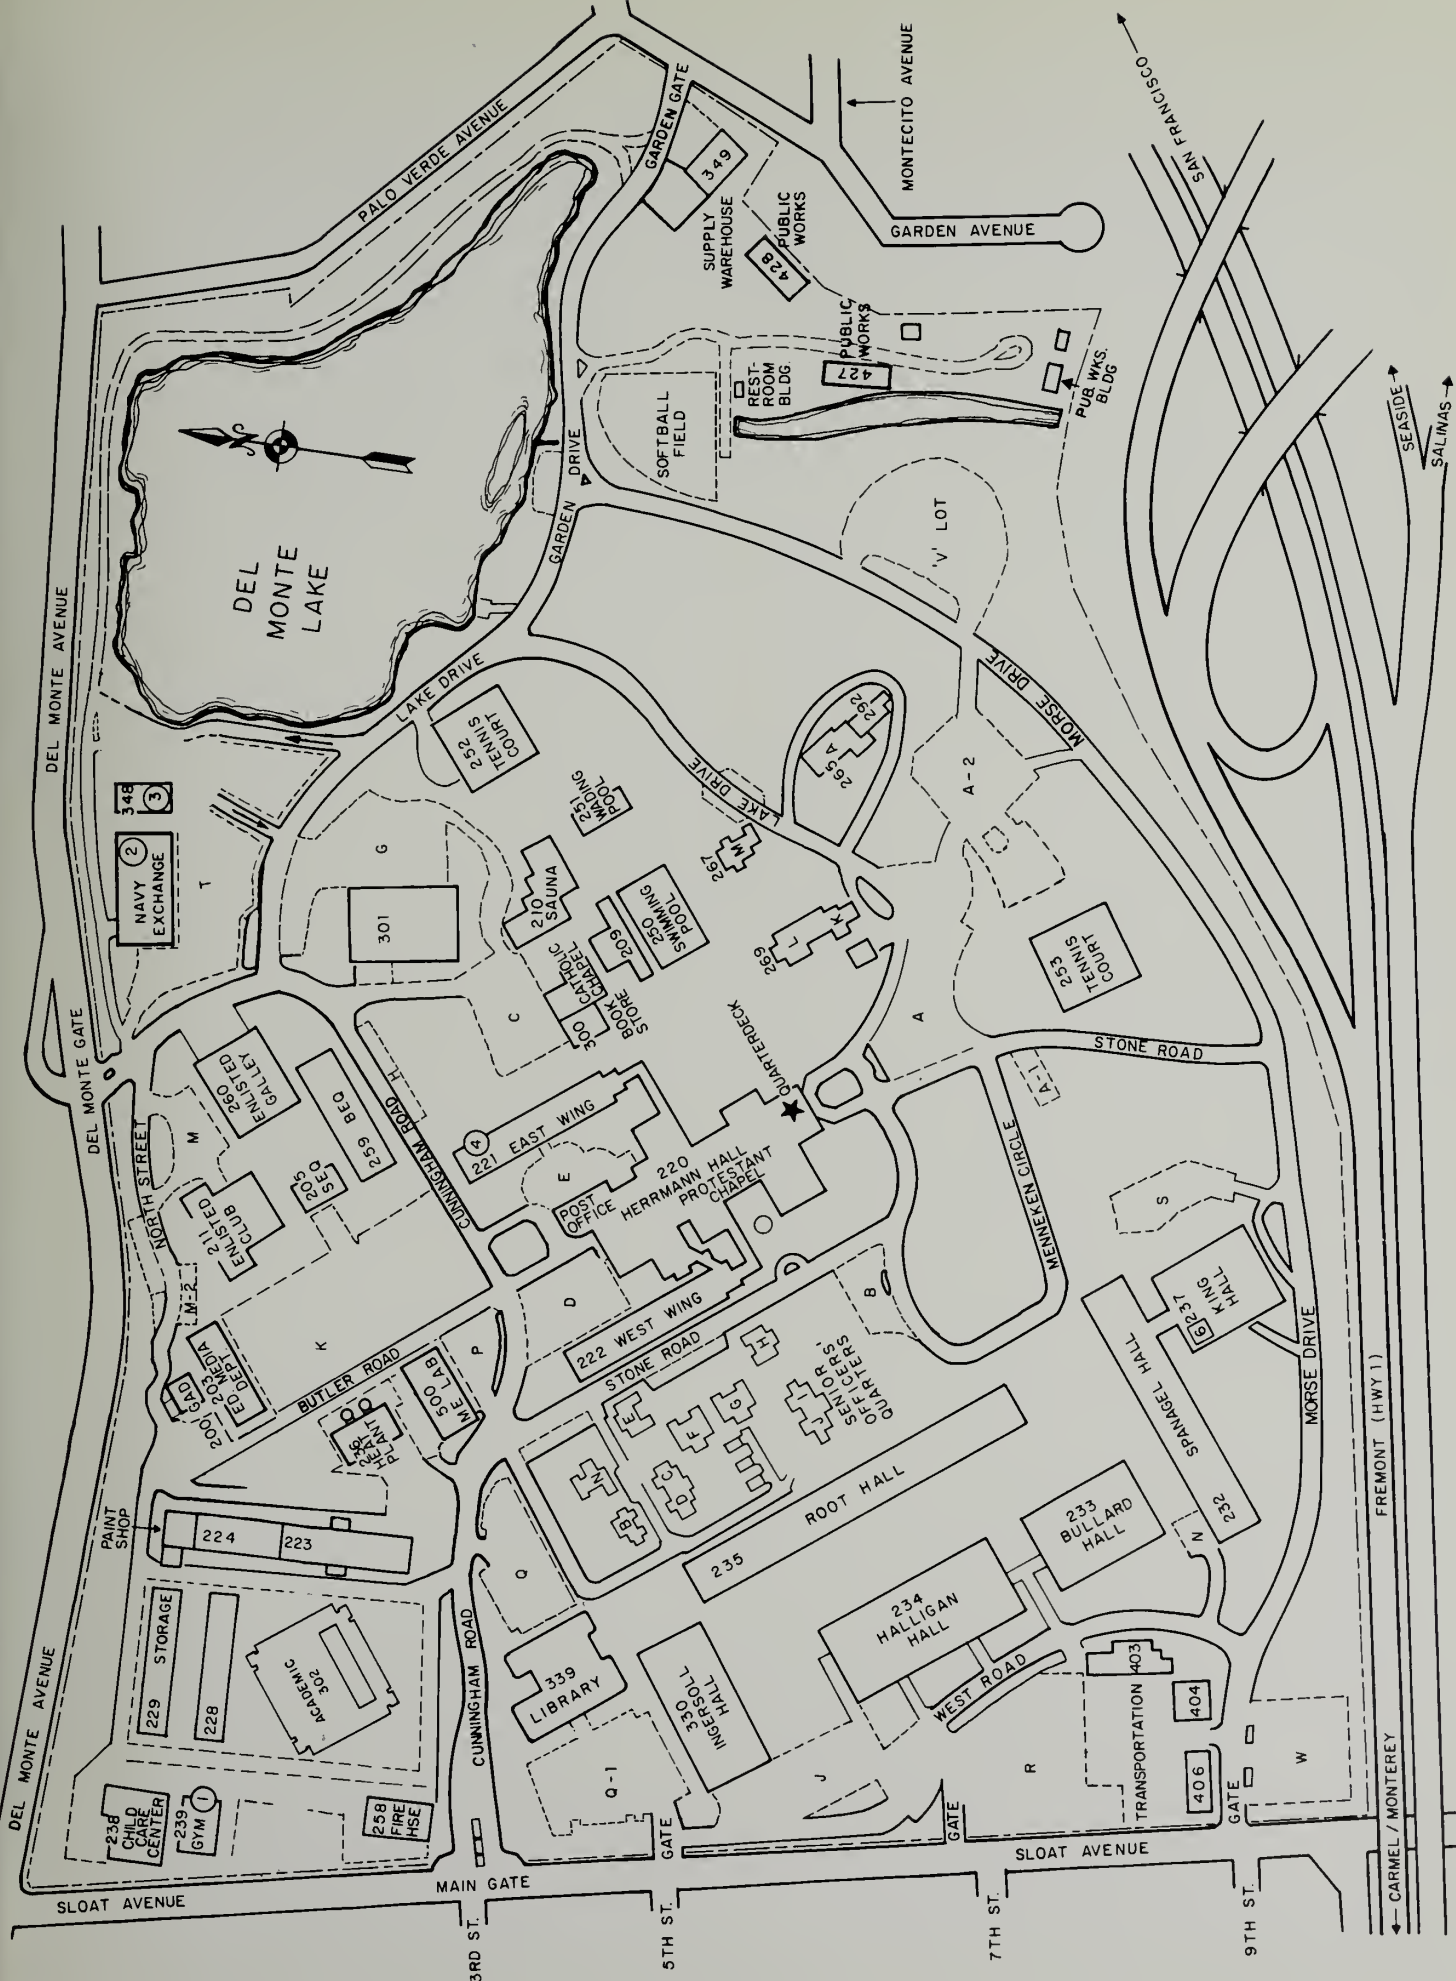 PALO VERDE AVENUE
GARDEN GATE
MONTECITO AVENUE
SAN FRANCISCO
349
SUPPLY
WAREHOUSE
428
PUBLIC
WORKS
GARDEN AVENUE
427
PUBLIC
WORKS
REST-
ROOM
BLDG.
PUB. WKS.
BLDG
SEASIDE
SALINAS
SOFTBALL
FIELD
N
DEL
MONTE
LAKE
GARDEN DRIVE
'V' LOT
DEL MONTE AVENUE
LAKE DRIVE
252
TENNIS
COURT
MORSE DRIVE
292
265 A
LAKE DRIVE
A-2
348
3
2
NAVY
EXCHANGE
T
G
301
251
WADING
POOL
210
SAUNA
267
M
250
SWIMMING
POOL
209
269
L
K
253
TENNIS
COURT
CATHOLIC
CHAPEL
300
BOOK
STORE
C
QUARTERDECK
A
STONE ROAD
A-1
DEL MONTE GATE
NORTH STREET
M
260
ENLISTED
GALLEY
259 BEQ
H
CUNNINGHAM ROAD
205
SEQ
211
ENLISTED
CLUB
M-2
4
221 EAST WING
E
POST
OFFICE
220
HERRMANN HALL
PROTESTANT
CHAPEL
MENNEKEN CIRCLE
S
K
D
222 WEST WING
STONE ROAD
B
6
237
KING
HALL
200
GAD
203 MEDIA
ED. DEPT
BUTLER ROAD
P
500
M E LAB
236
HEAT
PLANT
H
E
F
G
I
J
SENIOR
OFFICERS'
QUARTERS
N
B
C
D
MORSE DRIVE
FREMONT (HWY 1)
SPANAGEL HALL
232
PAINT
SHOP
224
223
Q
ROOT HALL
235
233
BULLARD
HALL
N
234
HALLIGAN
HALL
229 STORAGE
228
ACADEMIC
302
CUNNINGHAM ROAD
339
LIBRARY
330
INGERSOLL
HALL
WEST ROAD
403
TRANSPORTATION
404
406
W
R
J
Q-1
DEL MONTE AVENUE
238
CHILD
CARE
CENTER
239
GYM
1
258
FIRE
HSE
GATE
GATE
GATE
SLOAT AVENUE
MAIN GATE
SLOAT AVENUE
CARMEL / MONTEREY
3RD ST.
5TH ST.
7TH ST.
9TH ST.